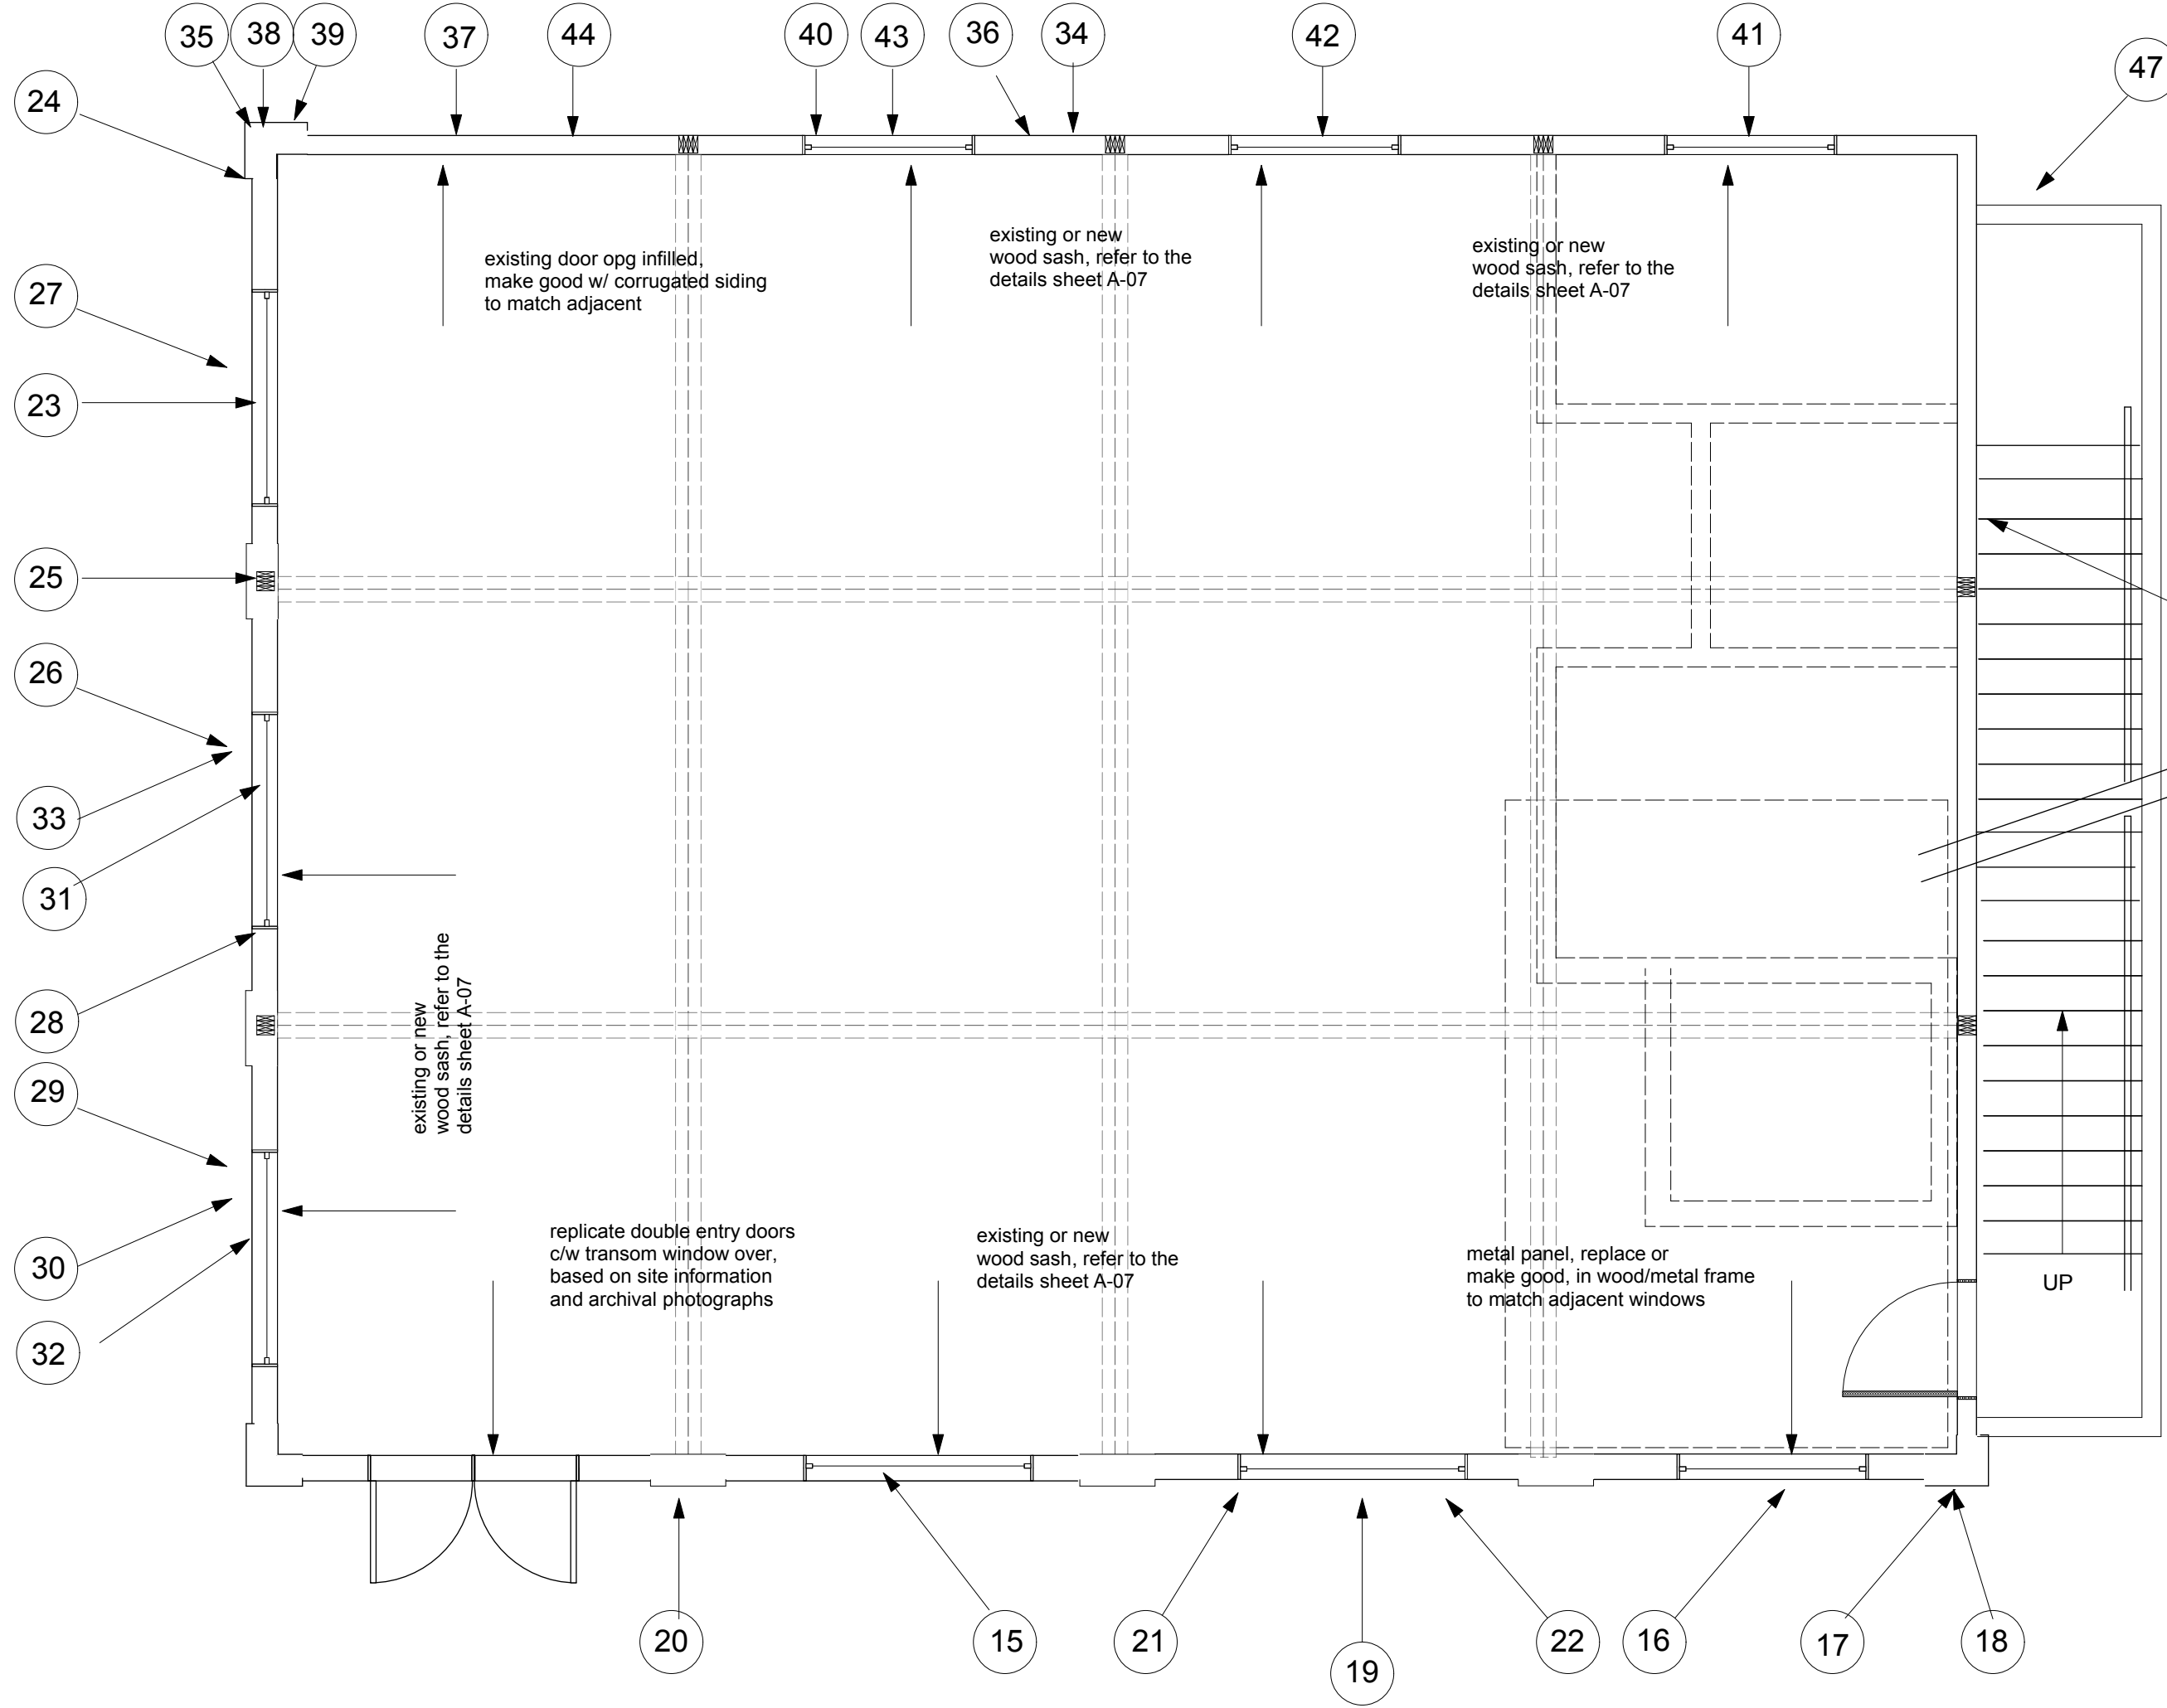 35 38 39 37 44 40 43 36 34 42 41
47
24
existing or new
wood sash, refer to the
details sheet A-07
existing or new
wood sash, refer to the
details sheet A-07
existing door opg infilled,
make good w/ corrugated siding
to match adjacent
27
23
25
26
33
31
28
existing or new
wood sash, refer to the
details sheet A-07
29
30
32
replicate double entry doors
c/w transom window over,
based on site information
and archival photographs
existing or new
wood sash, refer to the
details sheet A-07
metal panel, replace or
make good, in wood/metal frame
to match adjacent windows
UP
20 15 21 19 22 16 17 18